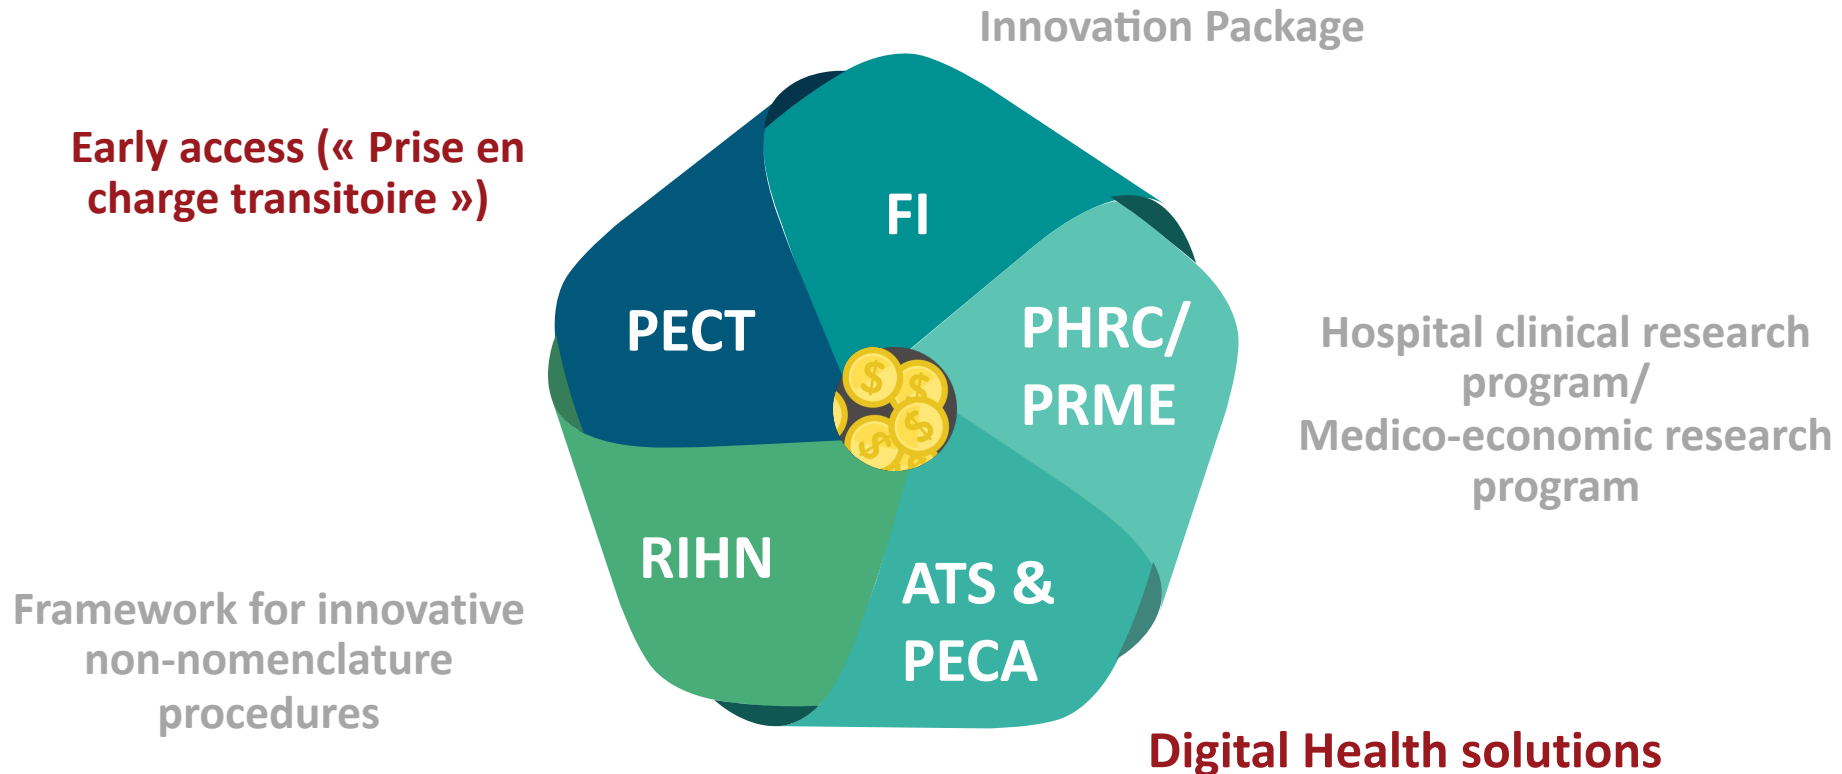 Innovation Package
Early access (« Prise en
charge transitoire »)
FI
PECT
PHRC/
PRME
Hospital clinical research
program/
Medico-economic research
program
RIHN
ATS &
PECA
Framework for innovative
non-nomenclature
procedures
Digital Health solutions